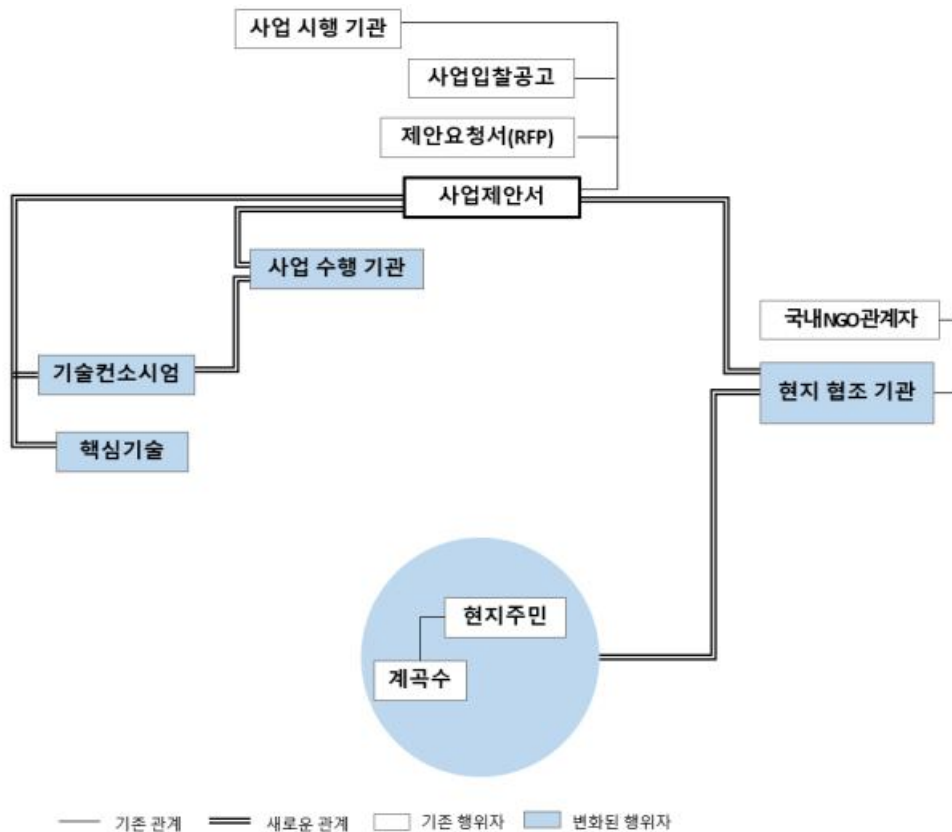 사업 시행 기관
사업입찰공고
제안요청서(RFP)
사업제안서
사업 수행 기관
국내NGO관계자
기술컨소시엄
현지 협조 기관
핵심기술
현지주민
계곡수
기존 관계 새로운 관계 기존 행위자 변화된 행위자